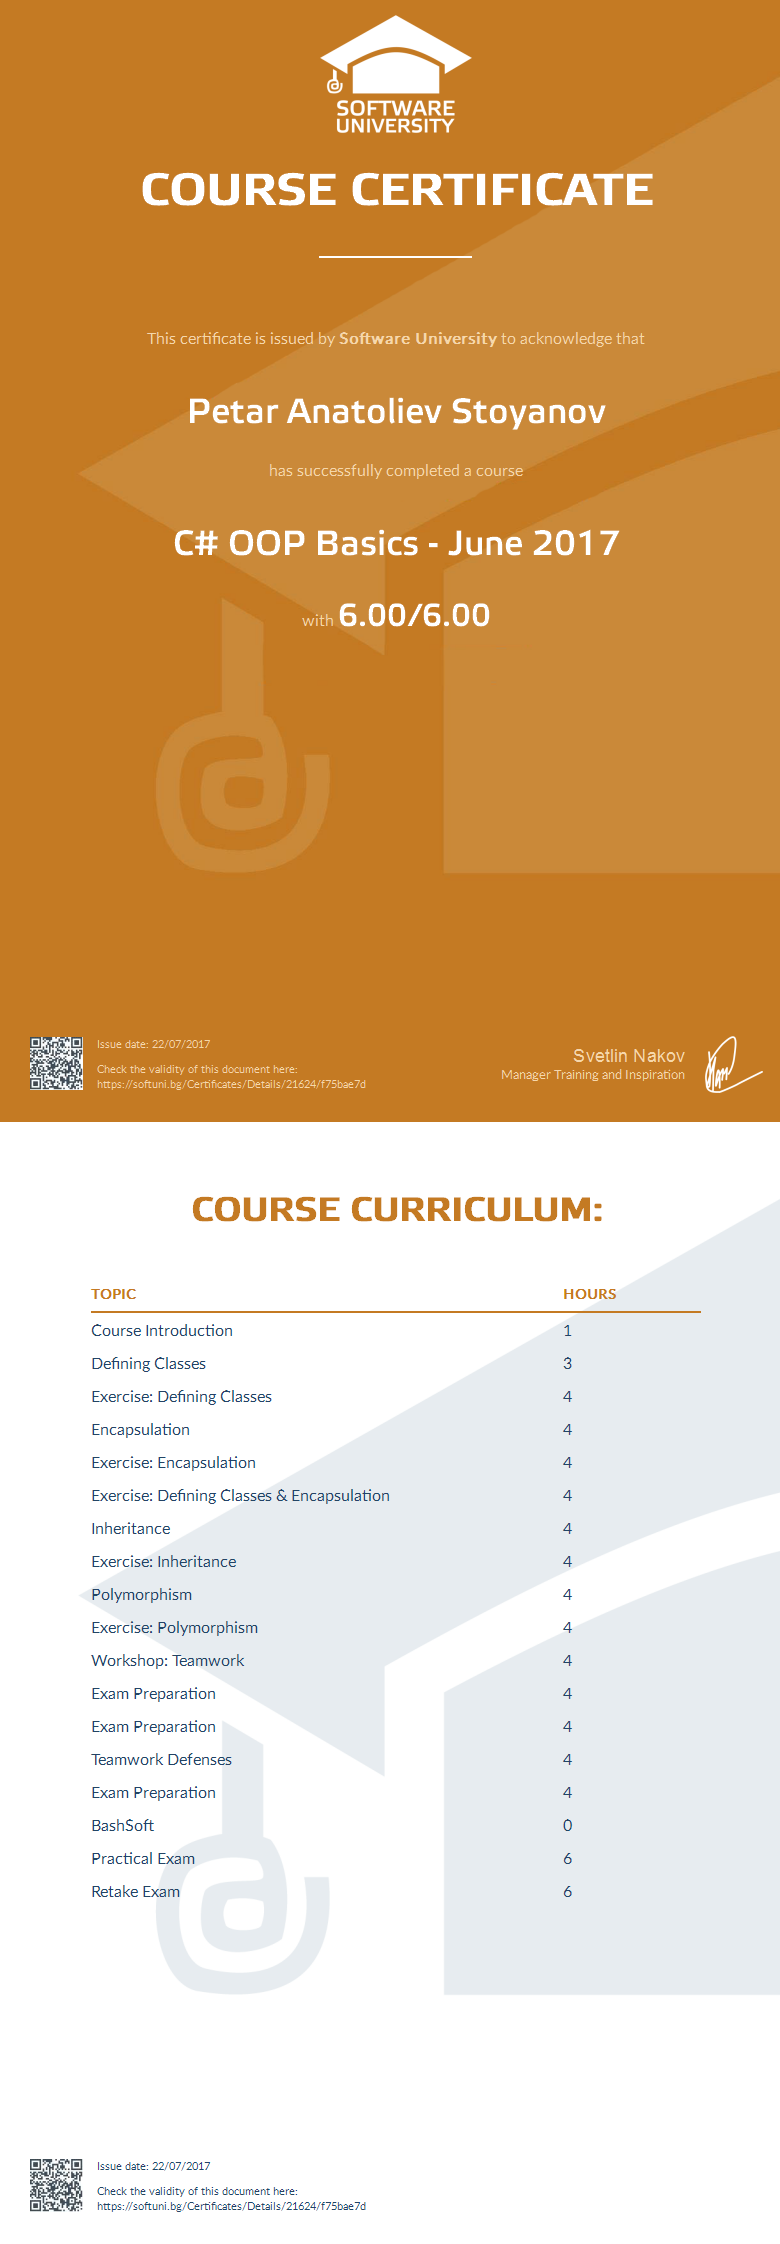 SOFTWARE
UNIVERSITY
COURSE CERTIFICATE
This certificate is issued by Software University to acknowledge that
Petar Anatoliev Stoyanov
has successfully completed a course
C# OOP Basics - June 2017
with 6.00/6.00
Issue date: 22/07/2017
Check the validity of this document here:
https://softuni.bg/Certificates/Details/21624/f75bae7d
Svetlin Nakov
Manager Training and Inspiration
COURSE CURRICULUM:
TOPIC HOURS
Course Introduction 1
Defining Classes 3
Exercise: Defining Classes 4
Encapsulation 4
Exercise: Encapsulation 4
Exercise: Defining Classes & Encapsulation 4
Inheritance 4
Exercise: Inheritance 4
Polymorphism 4
Exercise: Polymorphism 4
Workshop: Teamwork 4
Exam Preparation 4
Exam Preparation 4
Teamwork Defenses 4
Exam Preparation 4
BashSoft 0
Practical Exam 6
Retake Exam 6
Issue date: 22/07/2017
Check the validity of this document here:
https://softuni.bg/Certificates/Details/21624/f75bae7d